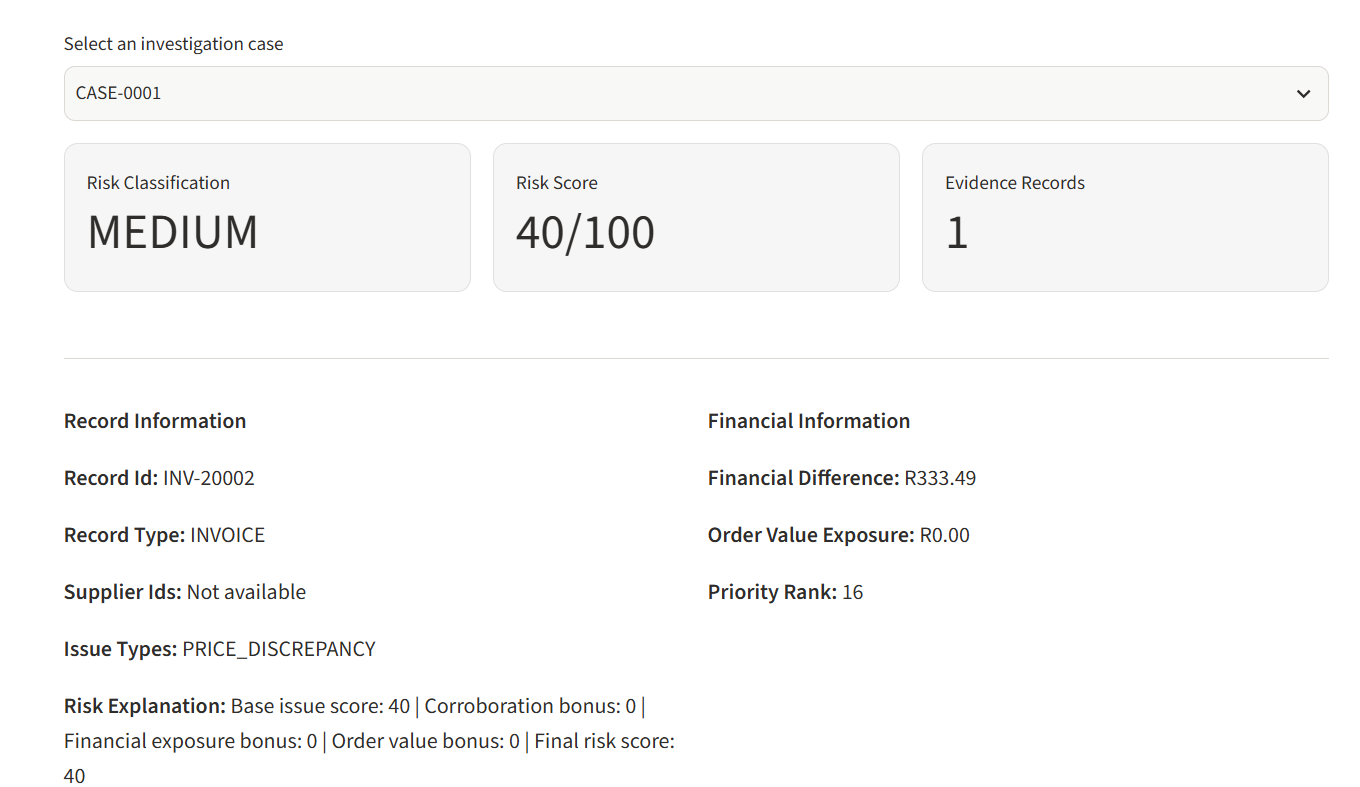 Select an investigation case
CASE-0001
Risk Classification
MEDIUM
Risk Score
40/100
Evidence Records
1
Record Information
Record Id: INV-20002
Record Type: INVOICE
Supplier Ids: Not available
Issue Types: PRICE_DISCREPANCY
Risk Explanation: Base issue score: 40 | Corroboration bonus: 0 |
Financial exposure bonus: 0 | Order value bonus: 0 | Final risk score:
40
Financial Information
Financial Difference: R333.49
Order Value Exposure: R0.00
Priority Rank: 16